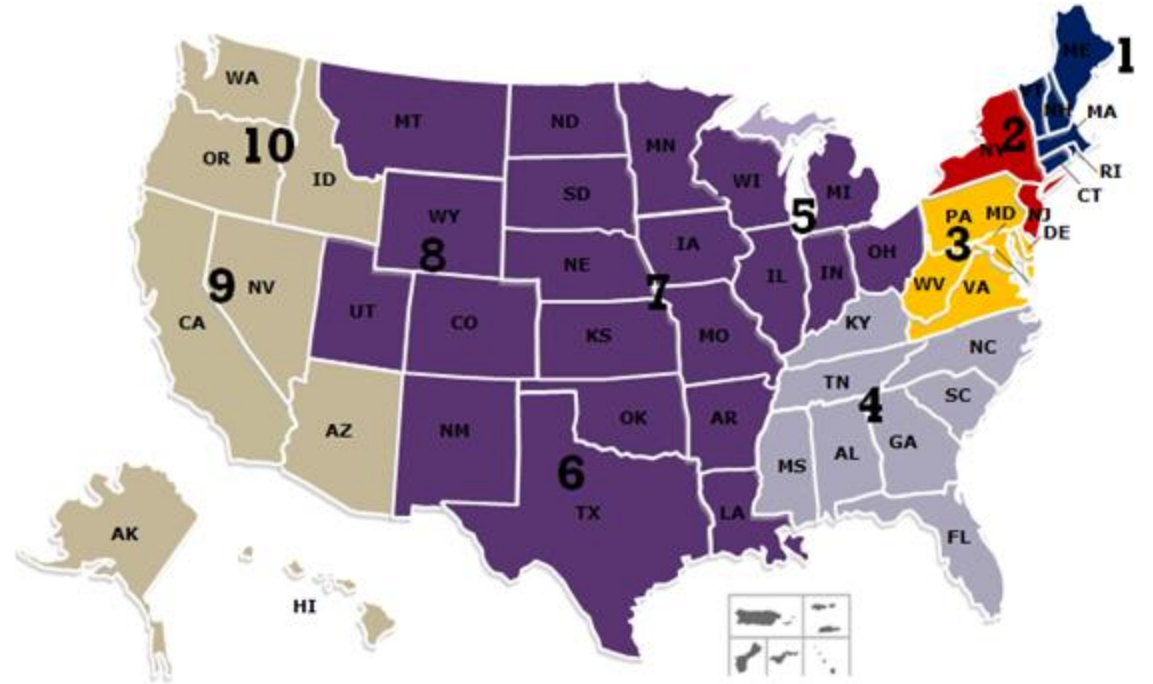 ME
1
WA
VT
NH
MA
MT
ND
MN
2
OR
10
NY
ID
WI
MI
RI
SD
CT
WY
5
PA
MD
NJ
DE
8
IA
OH
3
NE
IL
IN
9
NV
7
WV
VA
UT
CO
KY
CA
KS
MO
NC
TN
4
SC
AZ
NM
OK
AR
GA
6
MS
AL
TX
LA
AK
FL
HI